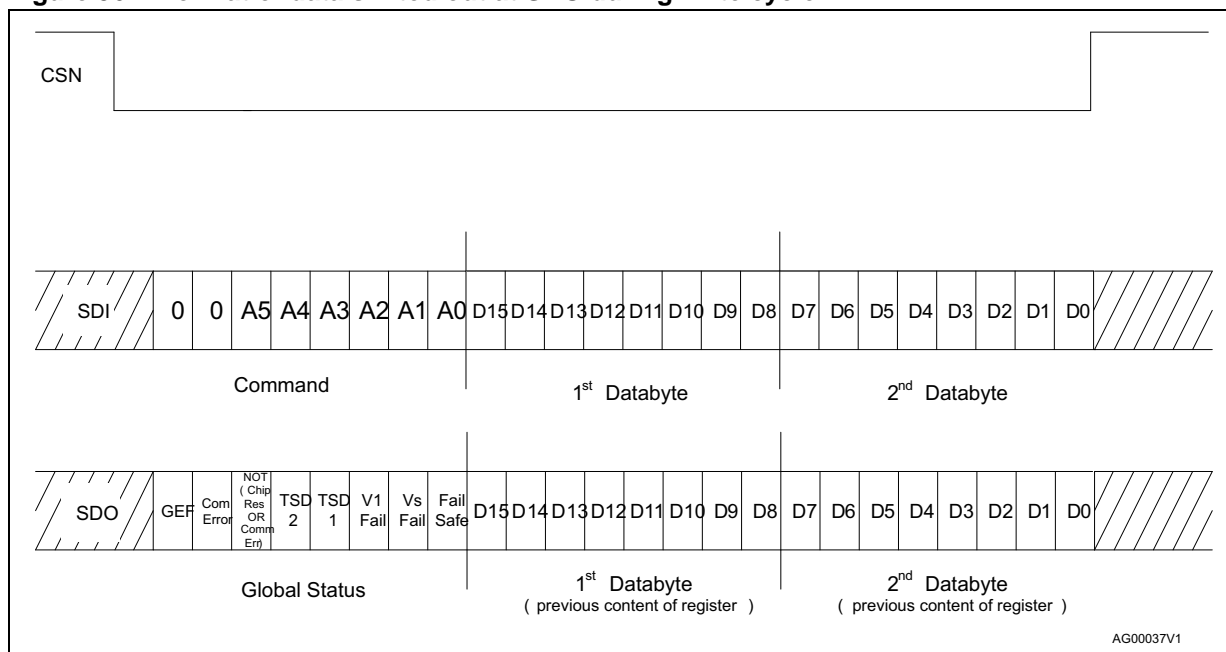 CSN
SDI 0 0 A5 A4 A3 A2 A1 A0 D15 D14 D13 D12 D11 D10 D9 D8 D7 D6 D5 D4 D3 D2 D1 D0
Command 1st Databyte 2nd Databyte
SDO GEF Com Error NOT ( Chip Res OR Comm Err) TSD 2 TSD 1 V1 Fail Vs Fail Fail Safe D15 D14 D13 D12 D11 D10 D9 D8 D7 D6 D5 D4 D3 D2 D1 D0
Global Status 1st Databyte 2nd Databyte
( previous content of register ) ( previous content of register )
AG00037V1